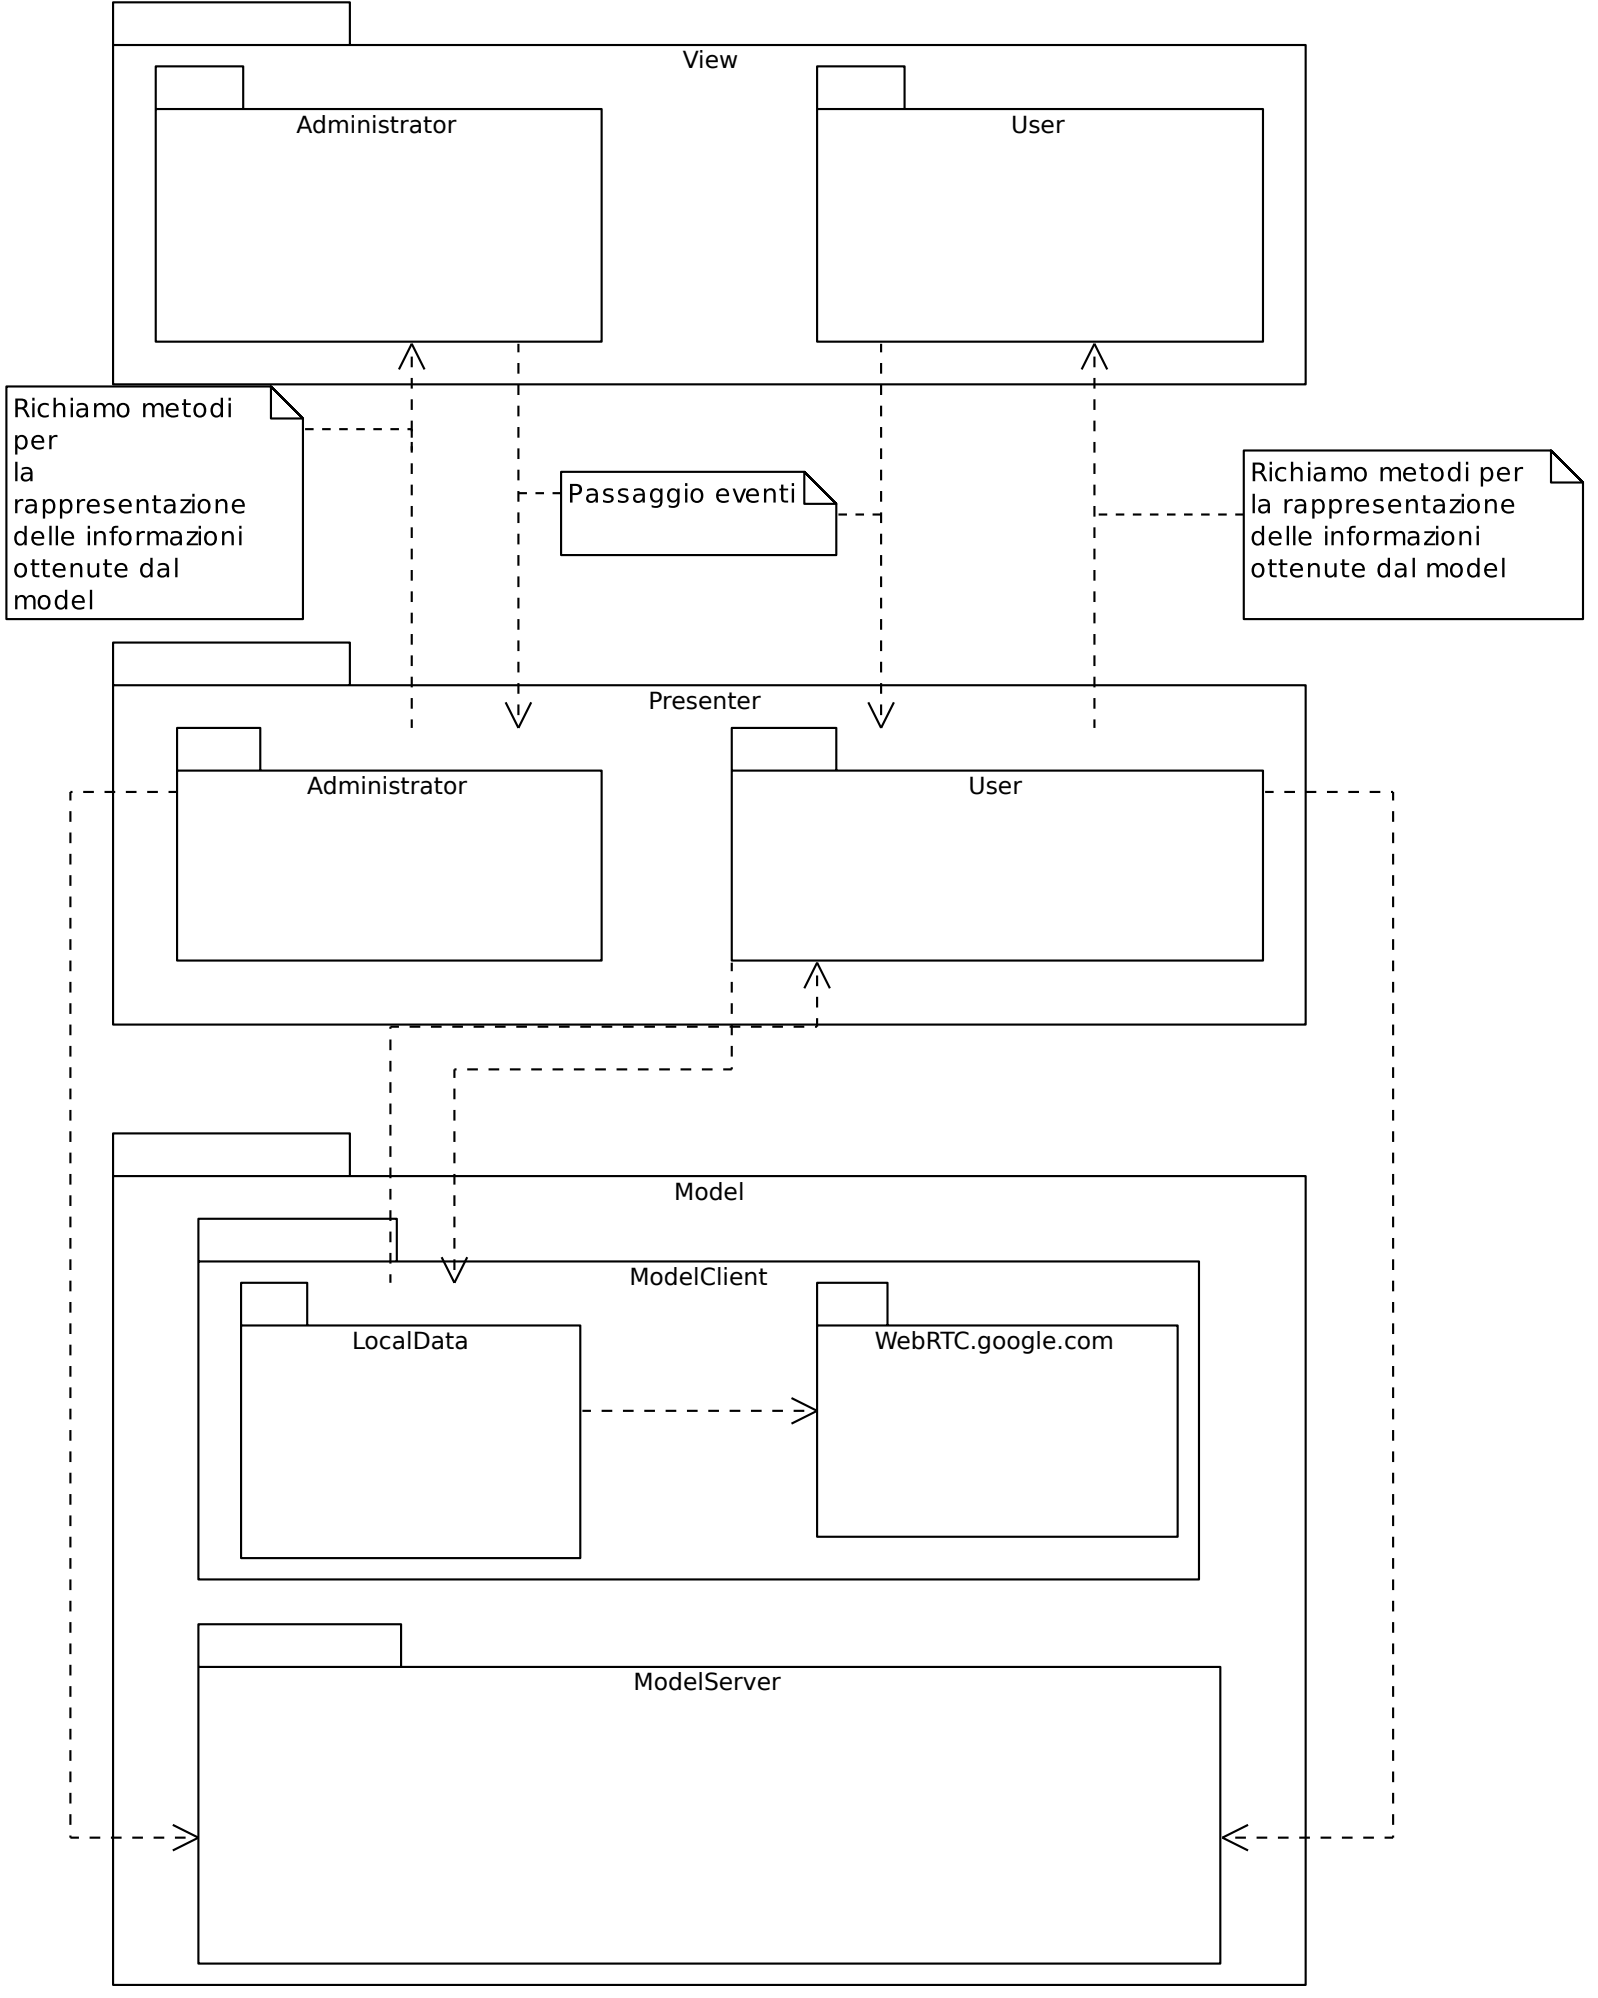 View
Administrator
User
Richiamo metodi
per
la
rappresentazione
delle informazioni
ottenute dal
model
Passaggio eventi
Richiamo metodi per
la rappresentazione
delle informazioni
ottenute dal model
Presenter
Administrator
User
Model
ModelClient
LocalData
WebRTC.google.com
ModelServer